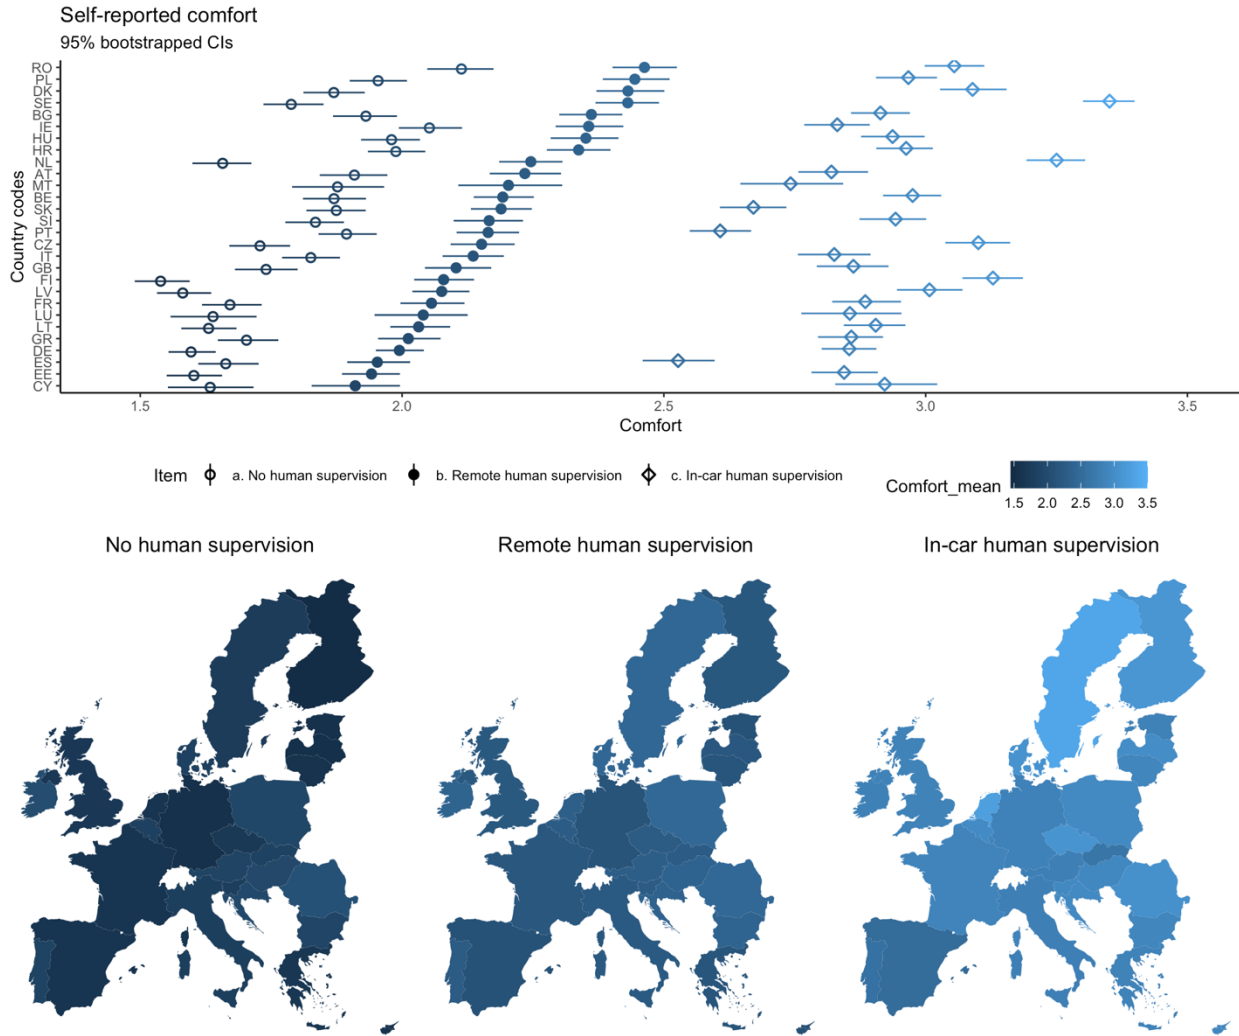 Self-reported comfort
95% bootstrapped CIs
Country codes
RO
PL
DK
SE
BG
IE
HU
HR
NL
AT
MT
BE
SK
SI
PT
CZ
IT
GB
FI
LV
FR
LU
LT
GR
DE
ES
EE
CY
1.5 2.0 2.5 3.0 3.5
Comfort
Item a. No human supervision b. Remote human supervision c. In-car human supervision
Comfort_mean
1.5 2.0 2.5 3.0 3.5
No human supervision Remote human supervision In-car human supervision